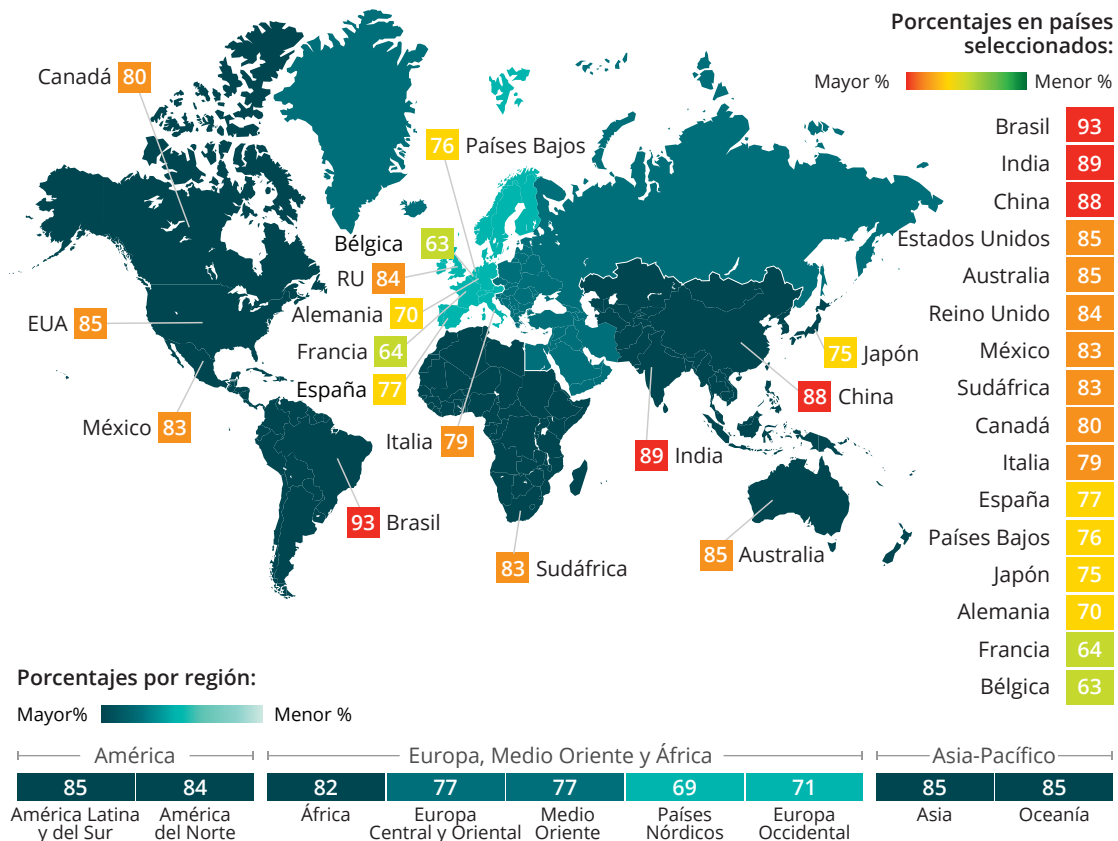 Porcentajes en países
seleccionados:
Mayor %
Menor %
Canadá 80
76 Países Bajos
Bélgica 63
RU 84
Alemania 70
EUA 85
Francia 64
75 Japón
España 77
88 China
México 83
Italia 79
89 India
93 Brasil
85 Australia
83 Sudáfrica
Brasil 93
India 89
China 88
Estados Unidos 85
Australia 85
Reino Unido 84
México 83
Sudáfrica 83
Canadá 80
Italia 79
España 77
Países Bajos 76
Japón 75
Alemania 70
Francia 64
Bélgica 63
Porcentajes por región:
Mayor%
Menor %
América
85
América Latina
y del Sur
84
América
del Norte
Europa, Medio Oriente y África
82
África
77
Europa
Central y Oriental
77
Medio
Oriente
69
Países
Nórdicos
71
Europa
Occidental
Asia-Pacífico
85
Asia
85
Oceanía